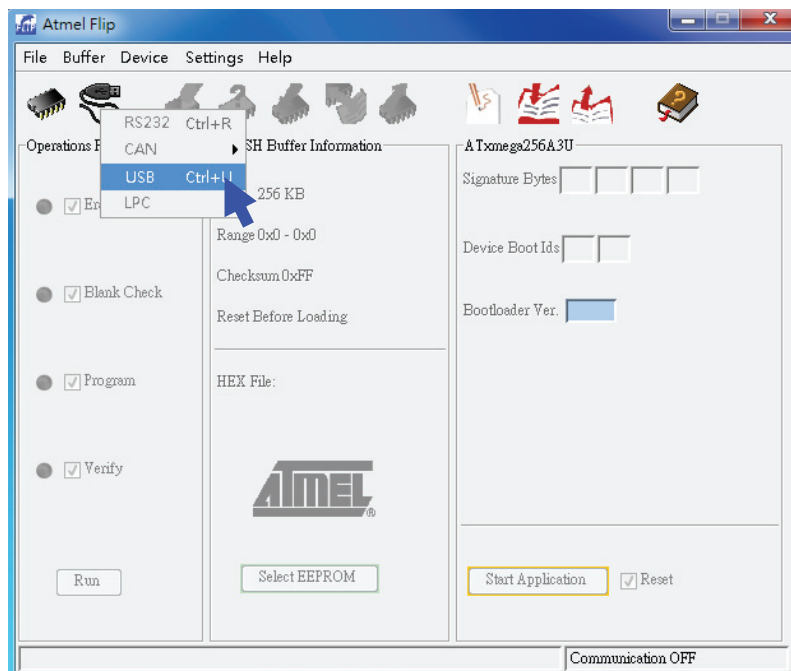 Atmel Flip
File Buffer Device Settings Help
RS232 Ctrl+R
CAN
USB Ctrl+U
LPC
Operations
SH Buffer Information
256 KB
Range 0x0 - 0x0
Checksum 0xFF
Reset Before Loading
HEX File:
ATMEL
®
Select EEPROM
Blank Check
Program
Verify
Run
ATxmega256A3U
Signature Bytes
Device Boot Ids
Bootloader Ver.
Start Application
Reset
Communication OFF